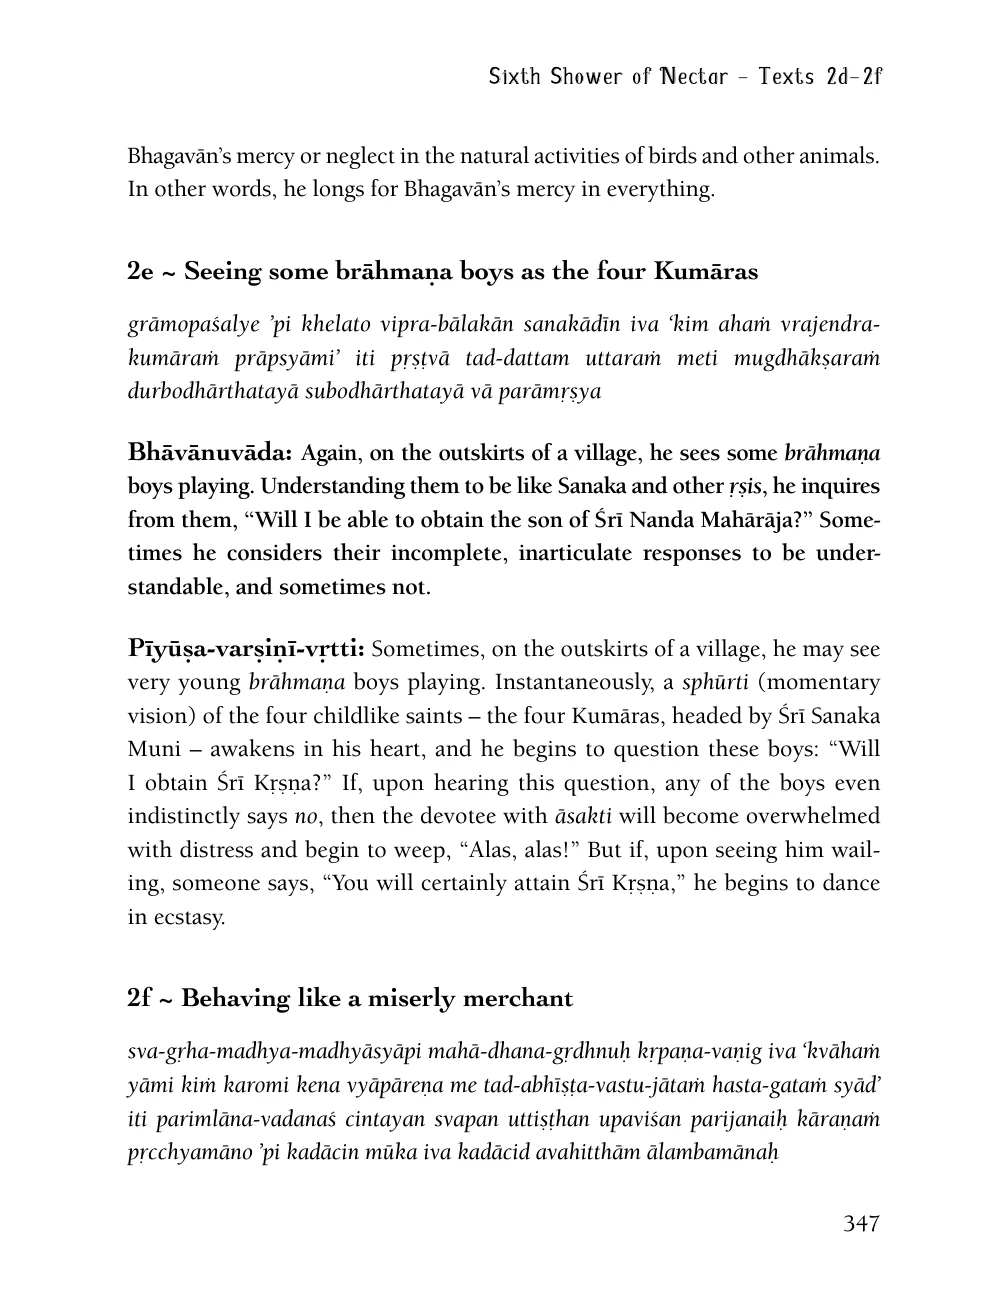 Sixth Shower of Nectar – Texts 2d–2f
Bhagavān’s mercy or neglect in the natural activities of birds and other animals.
In other words, he longs for Bhagavān’s mercy in everything.
2e ~ Seeing some brāhmaṇa boys as the four Kumāras
grāmopaśalye ’pi khelato vipra-bālakān sanakādīn iva ‘kim ahaṁ vrajendra-
kumāraṁ prāpsyāmi’ iti pṛṣṭvā tad-dattam uttaraṁ meti mugdhākṣaraṁ
durbodhārthatayā subodhārthatayā vā parāmṛṣya
Bhāvānuvāda: Again, on the outskirts of a village, he sees some brāhmaṇa
boys playing. Understanding them to be like Sanaka and other ṛṣis, he inquires
from them, “Will I be able to obtain the son of Śrī Nanda Mahārāja?” Some-
times he considers their incomplete, inarticulate responses to be under-
standable, and sometimes not.
Pīyūṣa-varṣiṇī-vṛtti: Sometimes, on the outskirts of a village, he may see
very young brāhmaṇa boys playing. Instantaneously, a sphūrti (momentary
vision) of the four childlike saints – the four Kumāras, headed by Śrī Sanaka
Muni – awakens in his heart, and he begins to question these boys: “Will
I obtain Śrī Kṛṣṇa?” If, upon hearing this question, any of the boys even
indistinctly says no, then the devotee with āsakti will become overwhelmed
with distress and begin to weep, “Alas, alas!” But if, upon seeing him wail-
ing, someone says, “You will certainly attain Śrī Kṛṣṇa,” he begins to dance
in ecstasy.
2f ~ Behaving like a miserly merchant
sva-gṛha-madhya-madhyāsyāpi mahā-dhana-gṛdhnuḥ kṛpaṇa-vaṇig iva ‘kvāhaṁ
yāmi kiṁ karomi kena vyāpāreṇa me tad-abhīṣṭa-vastu-jātaṁ hasta-gataṁ syād’
iti parimlāna-vadanaś cintayan svapan uttiṣṭhan upaviśan parijanaiḥ kāraṇaṁ
pṛcchyamāno ’pi kadācin mūka iva kadācid avahitthām ālambamānaḥ
347